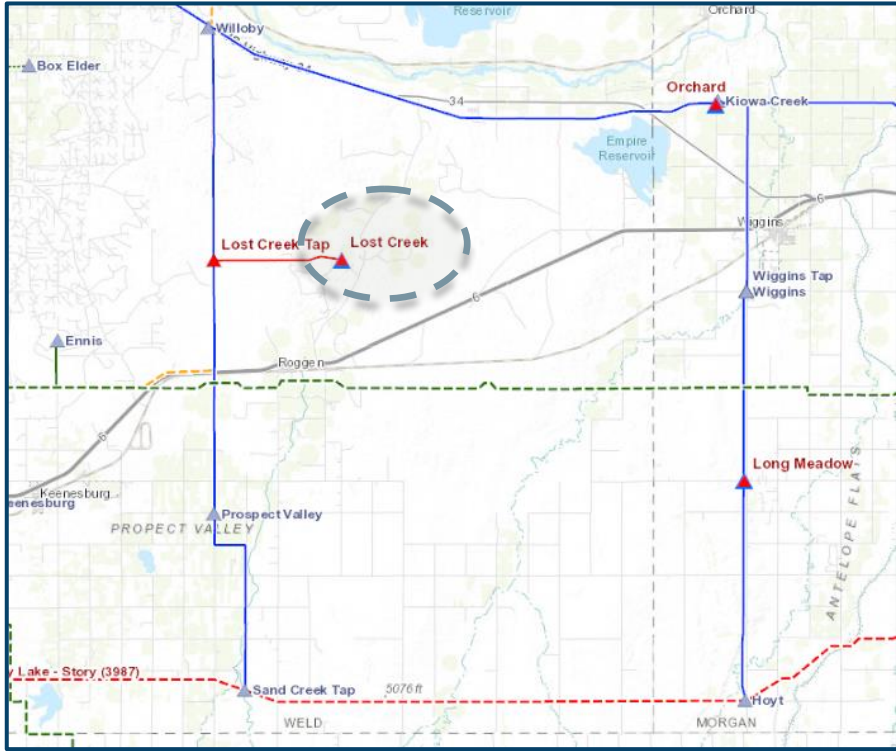 Reservoir
Orchard
Willoby
Box Elder
34
Orchard
Kiowa Creek
Empire
Reservoir
6
Wiggins
Lost Creek Tap
Lost Creek
Wiggins Tap
Wiggins
6
Ennis
Roggen
6
Long Meadow
Keenesburg
eenesburg
Prospect Valley
PROPECT VALLEY
ANTELOPE FLATS
y Lake - Story (3987)
Sand Creek Tap
5076 ft
Hoyt
WELD
MORGAN